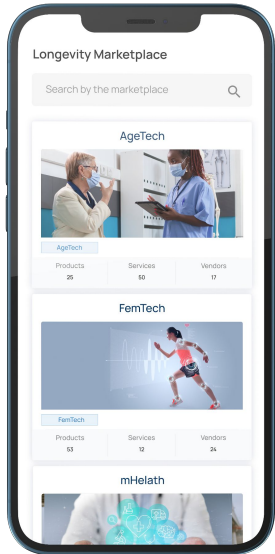 Longevity Marketplace
Search by the marketplace
AgeTech
AgeTech
Products Services Vendors
25 50 17
FemTech
FemTech
Products Services Vendors
53 12 24
mHelath